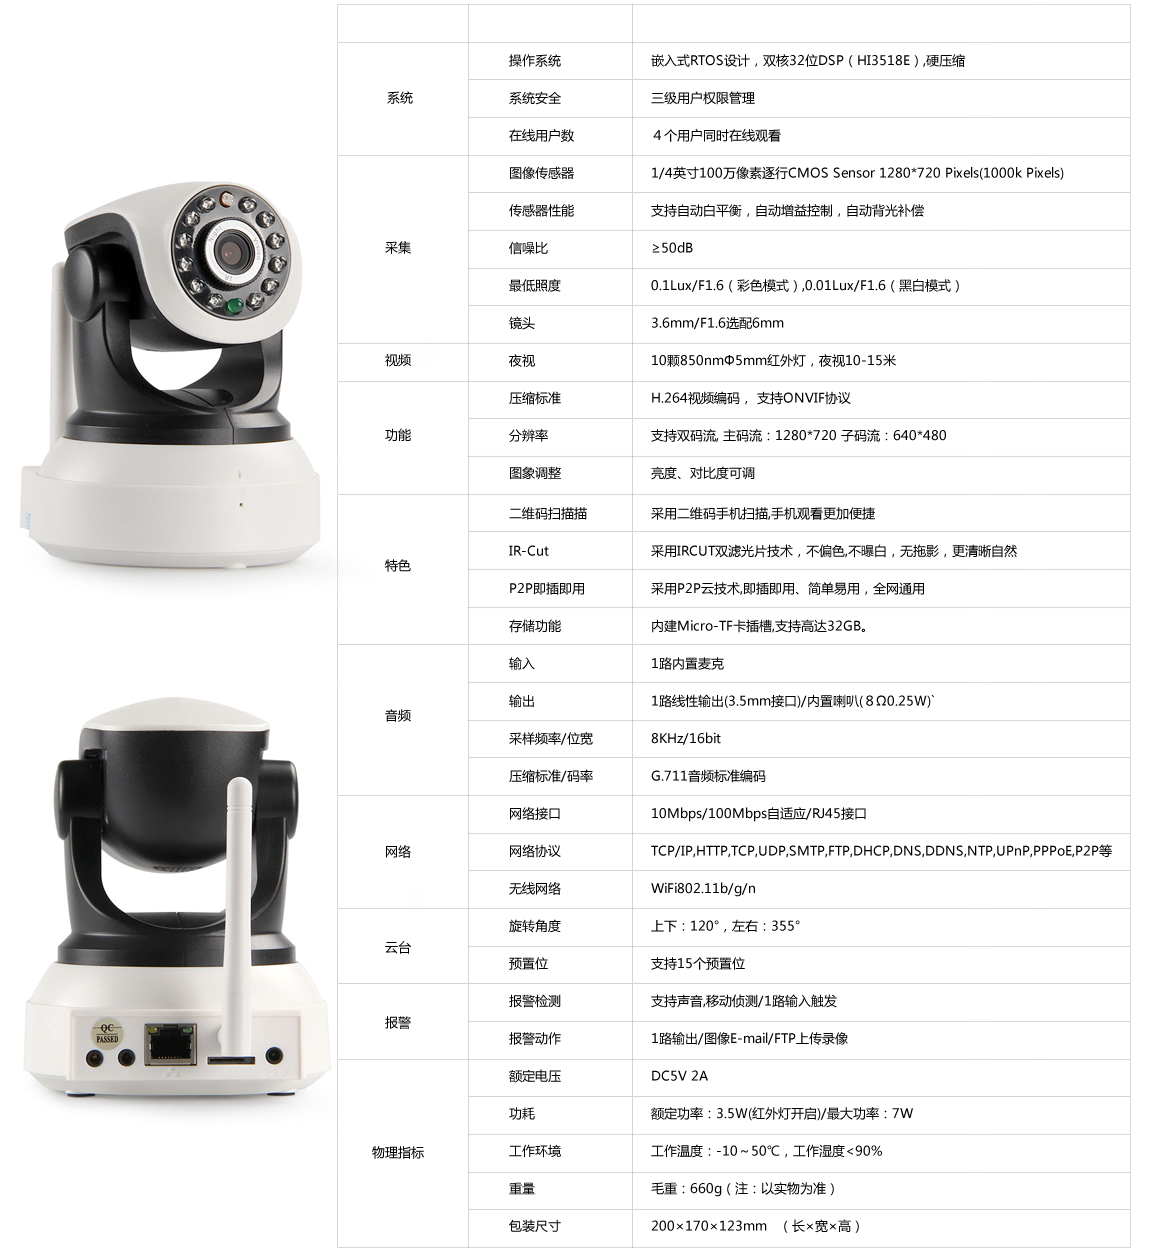 系统
操作系统 嵌入式RTOS设计，双核32位DSP（HI3518E）,硬压缩
系统安全 三级用户权限管理
在线用户数 ４个用户同时在线观看
采集
图像传感器 1/4英寸100万像素逐行CMOS Sensor 1280*720 Pixels(1000k Pixels)
传感器性能 支持自动白平衡，自动增益控制，自动背光补偿
信噪比 ≥50dB
最低照度 0.1Lux/F1.6（彩色模式）,0.01Lux/F1.6（黑白模式）
镜头 3.6mm/F1.6选配6mm
视频
夜视 10颗850nmΦ5mm红外灯，夜视10-15米
功能
压缩标准 H.264视频编码， 支持ONVIF协议
分辨率 支持双码流, 主码流：1280*720 子码流：640*480
图象调整 亮度、对比度可调
特色
二维码扫描描 采用二维码手机扫描,手机观看更加便捷
IR-Cut 采用IRCUT双滤光片技术，不偏色,不曝白，无拖影，更清晰自然
P2P即插即用 采用P2P云技术,即插即用、简单易用，全网通用
存储功能 内建Micro-TF卡插槽,支持高达32GB。
音频
输入 1路内置麦克
输出 1路线性输出(3.5mm接口)/内置喇叭(８Ω0.25W)`
采样频率/位宽 8KHz/16bit
压缩标准/码率 G.711音频标准编码
网络
网络接口 10Mbps/100Mbps自适应/RJ45接口
网络协议 TCP/IP,HTTP,TCP,UDP,SMTP,FTP,DHCP,DNS,DDNS,NTP,UPnP,PPPoE,P2P等
无线网络 WiFi802.11b/g/n
云台
旋转角度 上下：120°，左右：355°
预置位 支持15个预置位
报警
报警检测 支持声音,移动侦测/1路输入触发
报警动作 1路输出/图像E-mail/FTP上传录像
物理指标
额定电压 DC5V 2A
功耗 额定功率：3.5W(红外灯开启)/最大功率：7W
工作环境 工作温度：-10～50℃，工作湿度<90%
重量 毛重：660g（注：以实物为准）
包装尺寸 200×170×123mm （长×宽×高）
QC
PASSED